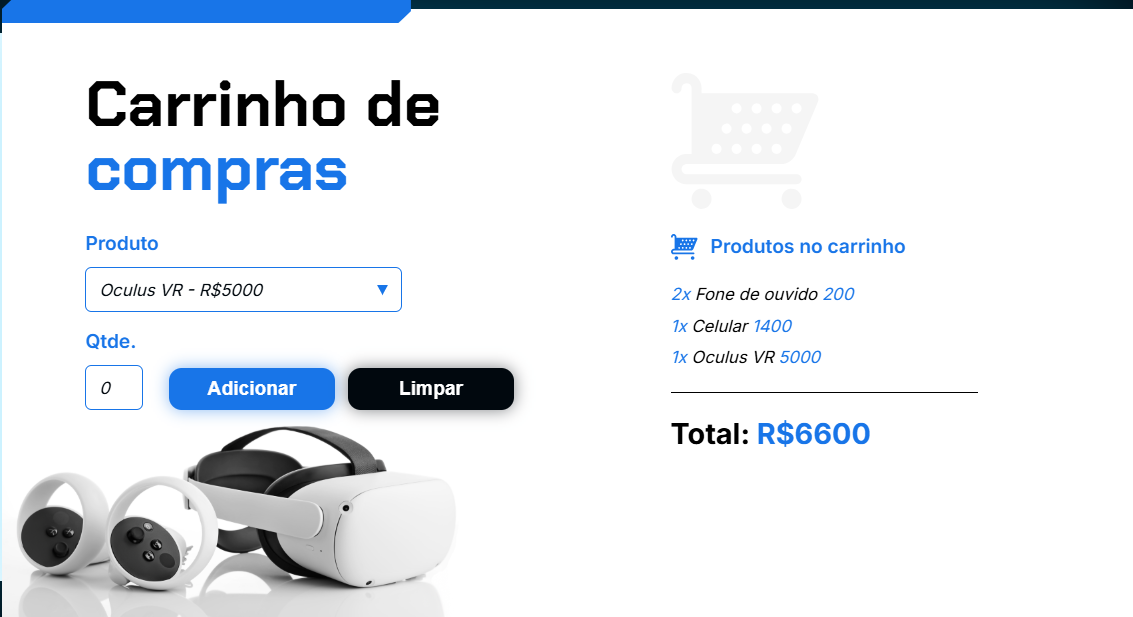 Carrinho de
compras
Produto
Oculus VR - R$5000
Qtde.
0
Adicionar
Limpar
Produtos no carrinho
2x Fone de ouvido 200
1x Celular 1400
1x Oculus VR 5000
Total: R$6600